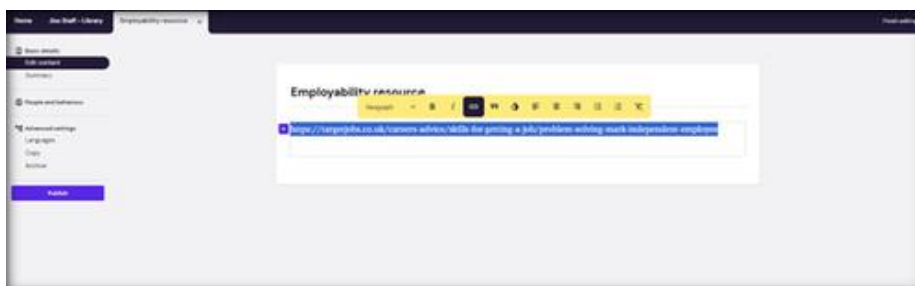 Home
Jisc Staff - Library
Employability resource
Basic details
Edit content
Summary
People and behaviour
Advanced settings
Languages
Copy
Archive
Publish
Employability resource
Paragraph
B I
https://targetjobs.co.uk/careers-advice/skills-for-getting-a-job/problem-solving-mark-independent-employee